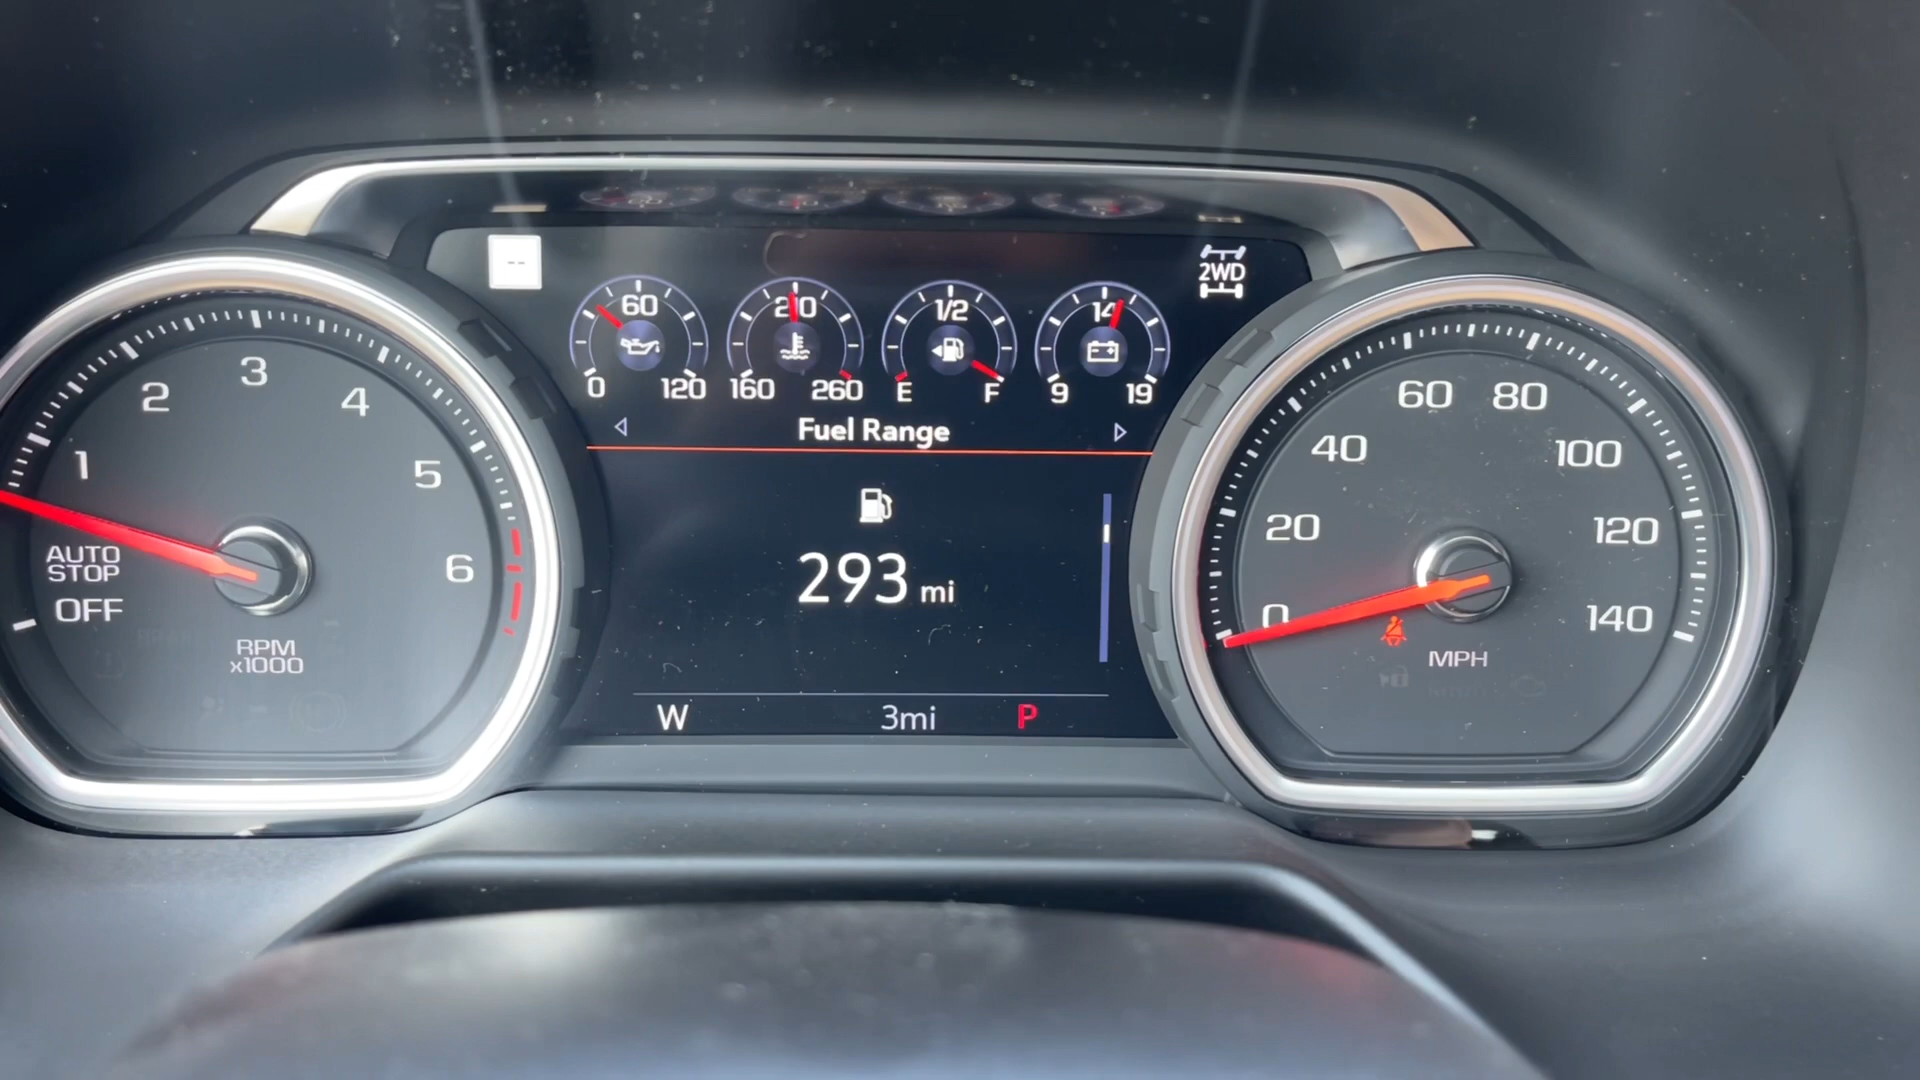 --
2WD
60
0 120
210
160 260
1/2
E F
14
9 19
Fuel Range
293 mi
W 3mi P
1 2 3 4 5 6
AUTO
STOP
OFF
RPM
x1000
0 20 40 60 80 100 120 140
MPH